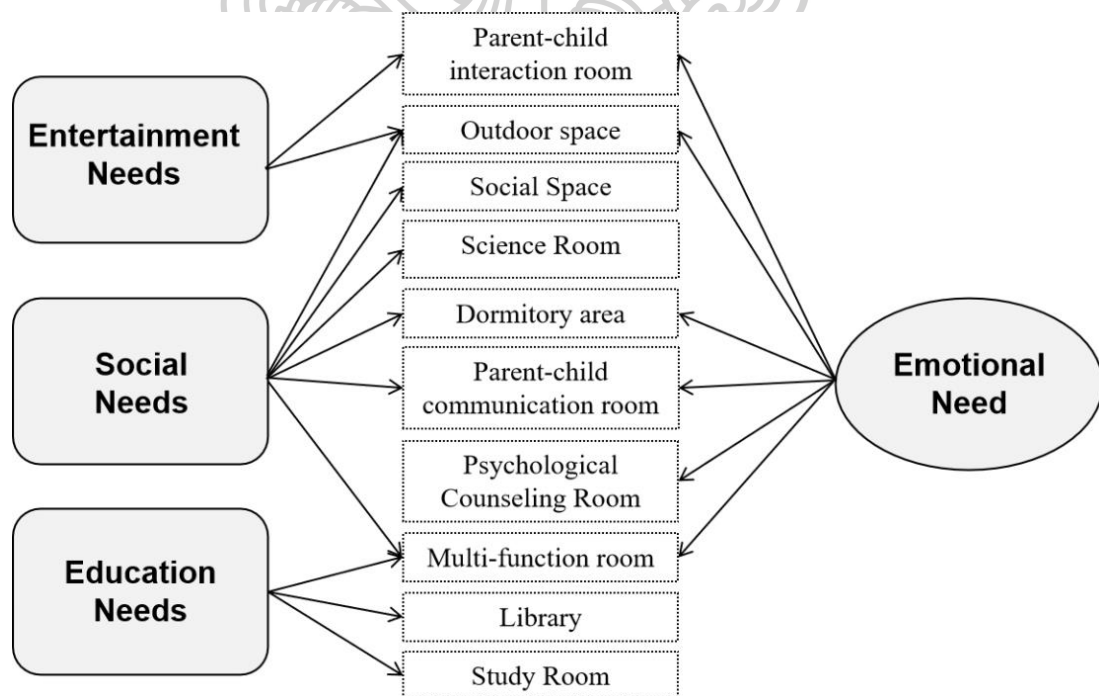 Entertainment
Needs
Social
Needs
Education
Needs
Parent-child
interaction room
Outdoor space
Social Space
Science Room
Dormitory area
Parent-child
communication room
Psychological
Counseling Room
Multi-function room
Library
Study Room
Emotional
Need